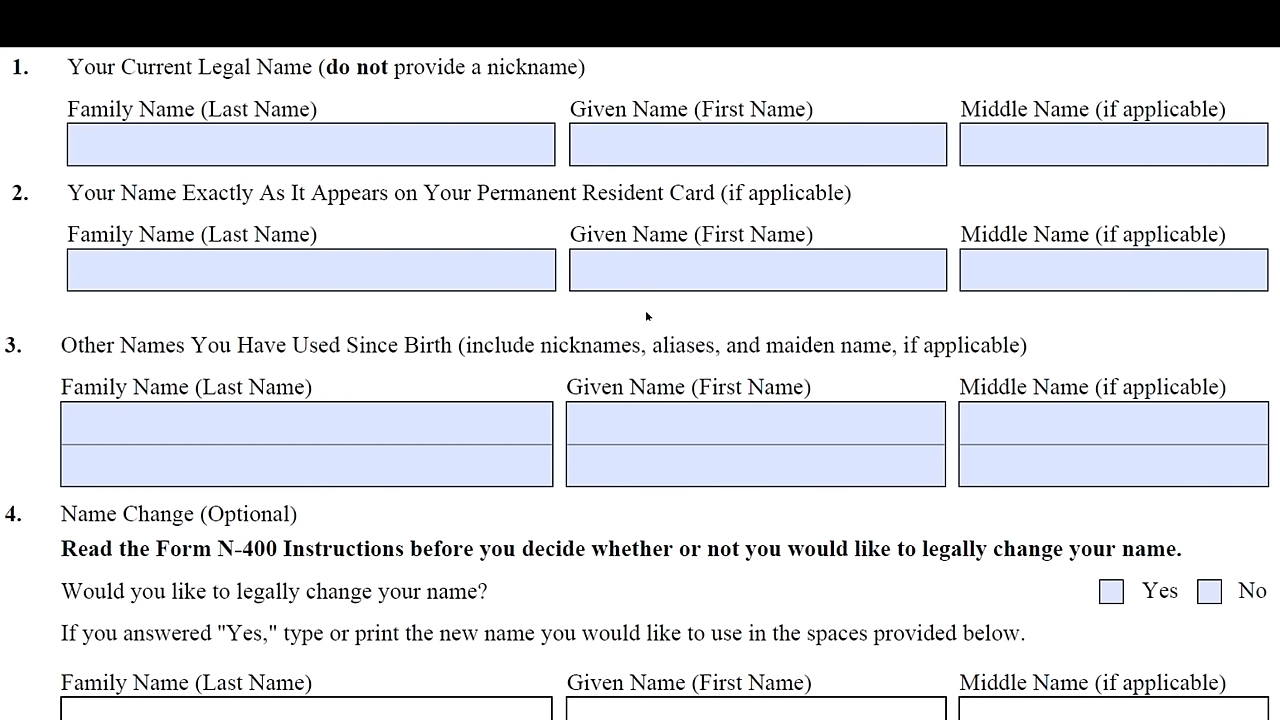 1. Your Current Legal Name (do not provide a nickname)
Family Name (Last Name) Given Name (First Name) Middle Name (if applicable)
2. Your Name Exactly As It Appears on Your Permanent Resident Card (if applicable)
Family Name (Last Name) Given Name (First Name) Middle Name (if applicable)
3. Other Names You Have Used Since Birth (include nicknames, aliases, and maiden name, if applicable)
Family Name (Last Name) Given Name (First Name) Middle Name (if applicable)
4. Name Change (Optional)
Read the Form N-400 Instructions before you decide whether or not you would like to legally change your name.
Would you like to legally change your name? Yes No
If you answered "Yes," type or print the new name you would like to use in the spaces provided below.
Family Name (Last Name) Given Name (First Name) Middle Name (if applicable)